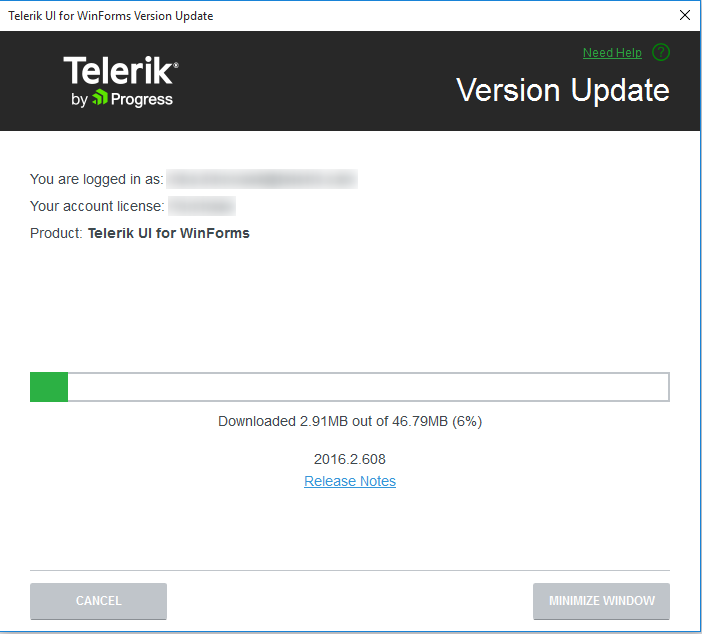 Telerik UI for WinForms Version Update
Need Help ?
Telerik®
by Progress
Version Update
You are logged in as:
Your account license:
Product: Telerik UI for WinForms
Downloaded 2.91MB out of 46.79MB (6%)
2016.2.608
Release Notes
CANCEL
MINIMIZE WINDOW